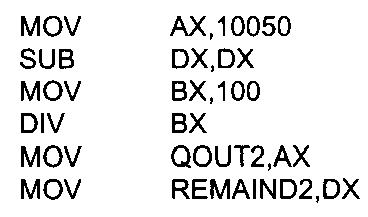 MOV AX,10050
SUB DX,DX
MOV BX,100
DIV BX
MOV QOUT2,AX
MOV REMAIND2,DX